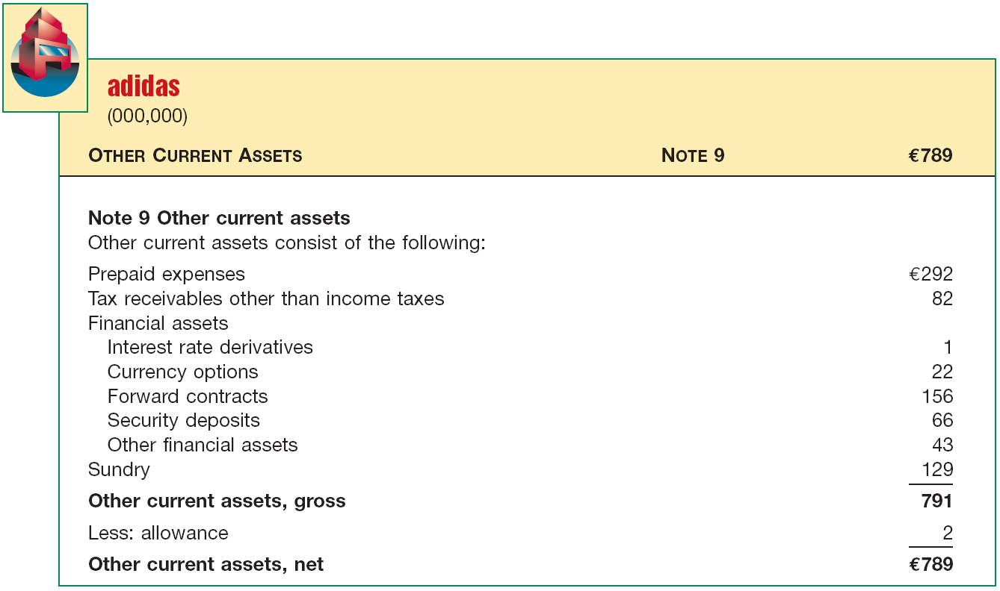 adidas
(000,000)
OTHER CURRENT ASSETS NOTE 9 €789
Note 9 Other current assets
Other current assets consist of the following:
Prepaid expenses €292
Tax receivables other than income taxes 82
Financial assets
Interest rate derivatives 1
Currency options 22
Forward contracts 156
Security deposits 66
Other financial assets 43
Sundry 129
Other current assets, gross 791
Less: allowance 2
Other current assets, net €789